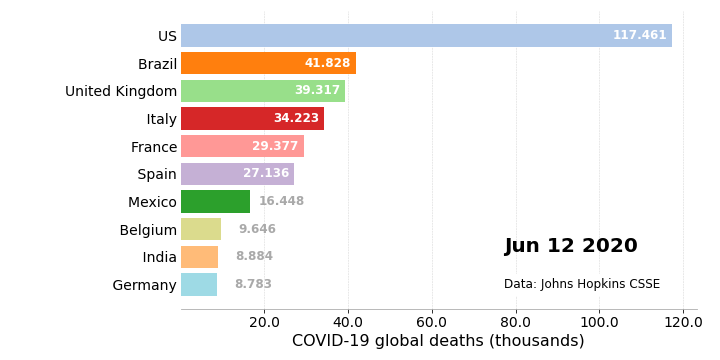 US 117.461
Brazil 41.828
United Kingdom 39.317
Italy 34.223
France 29.377
Spain 27.136
Mexico 16.448
Belgium 9.646
India 8.884
Germany 8.783
Jun 12 2020
Data: Johns Hopkins CSSE
20.0 40.0 60.0 80.0 100.0 120.0
COVID-19 global deaths (thousands)